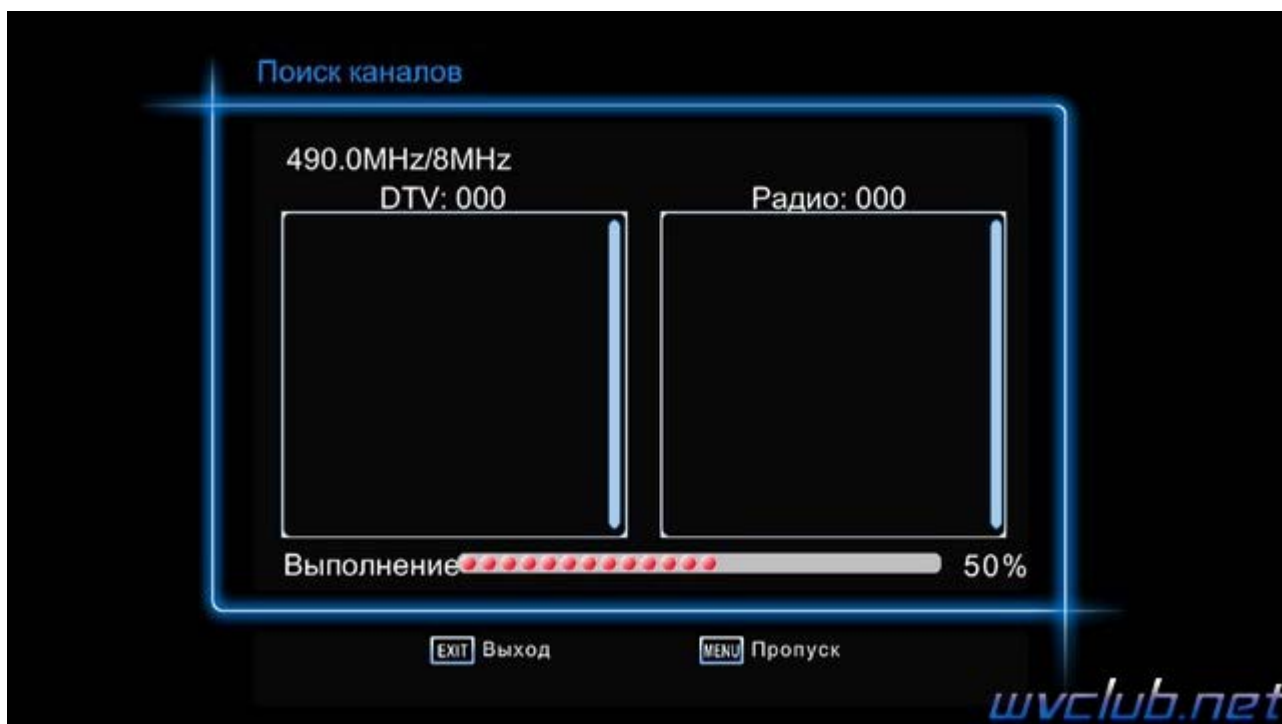 Поиск каналов
490.0MHz/8MHz
DTV: 000 Радио: 000
Выполнение 50%
EXIT Выход MENU Пропуск
wvclub.net